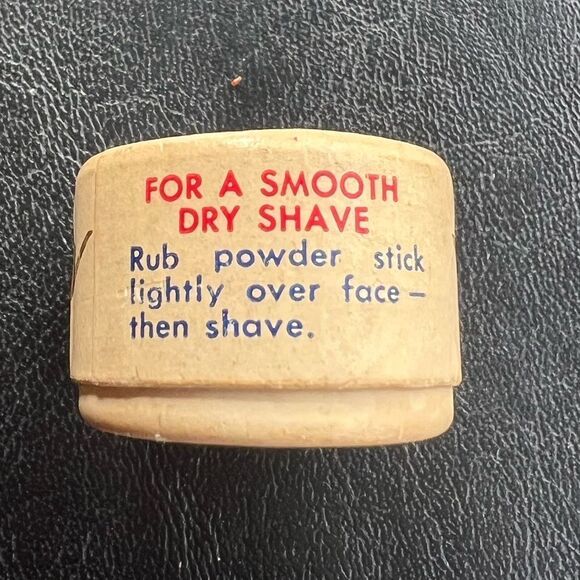 FOR A SMOOTH
DRY SHAVE
Rub powder stick
lightly over face–
then shave.